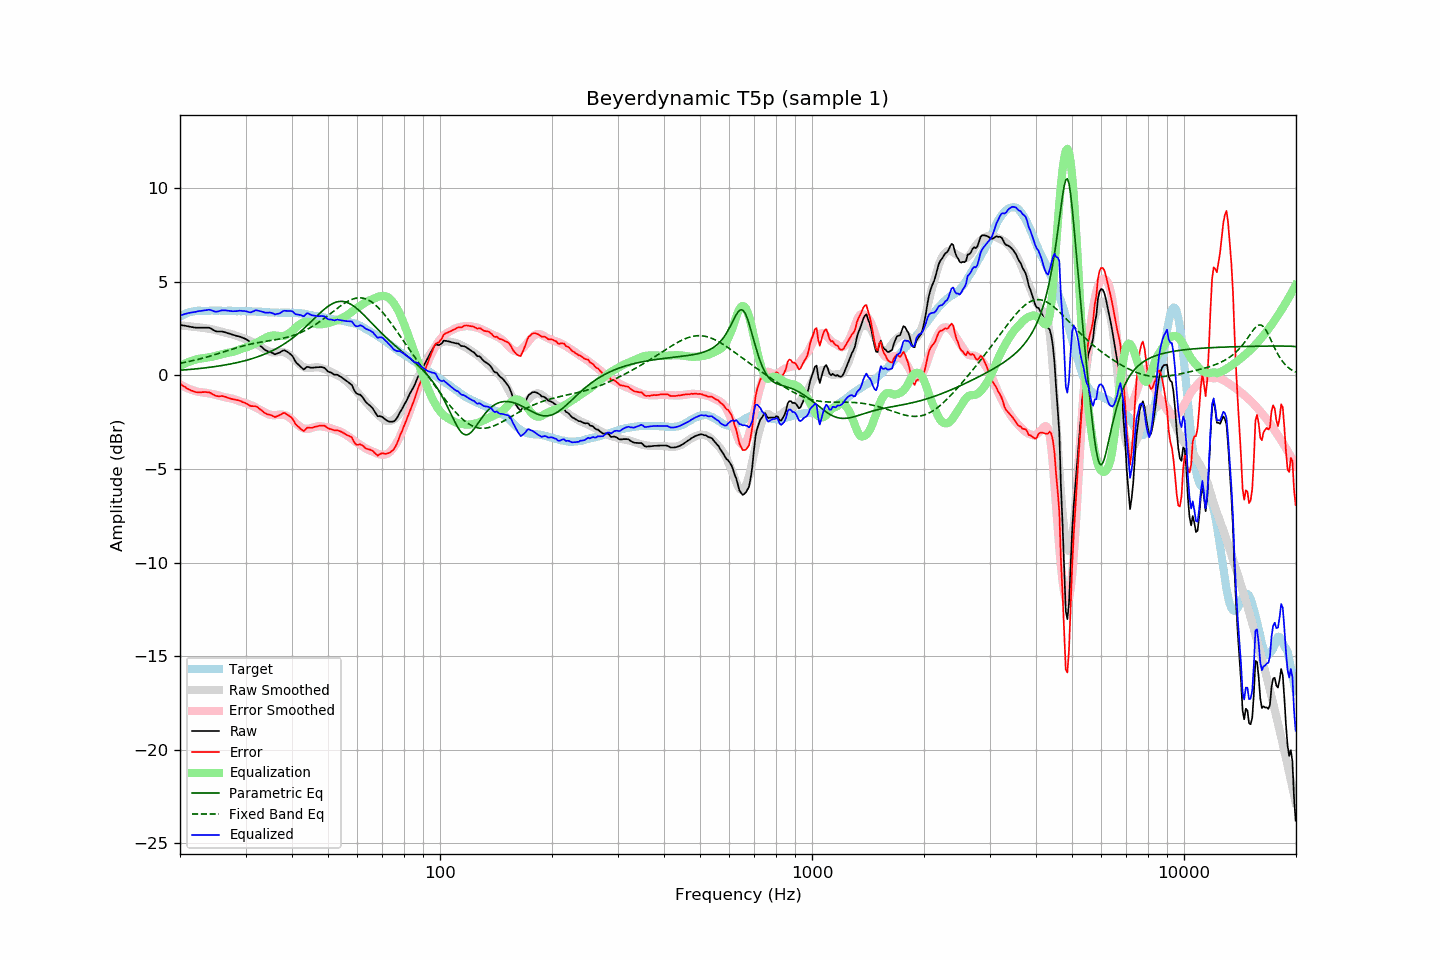 Beyerdynamic T5p (sample 1)
Amplitude (dBr)
10
5
0
−5
−10
−15
−20
−25
Target
Raw Smoothed
Error Smoothed
Raw
Error
Equalization
Parametric Eq
Fixed Band Eq
Equalized
100 1000 10000
Frequency (Hz)